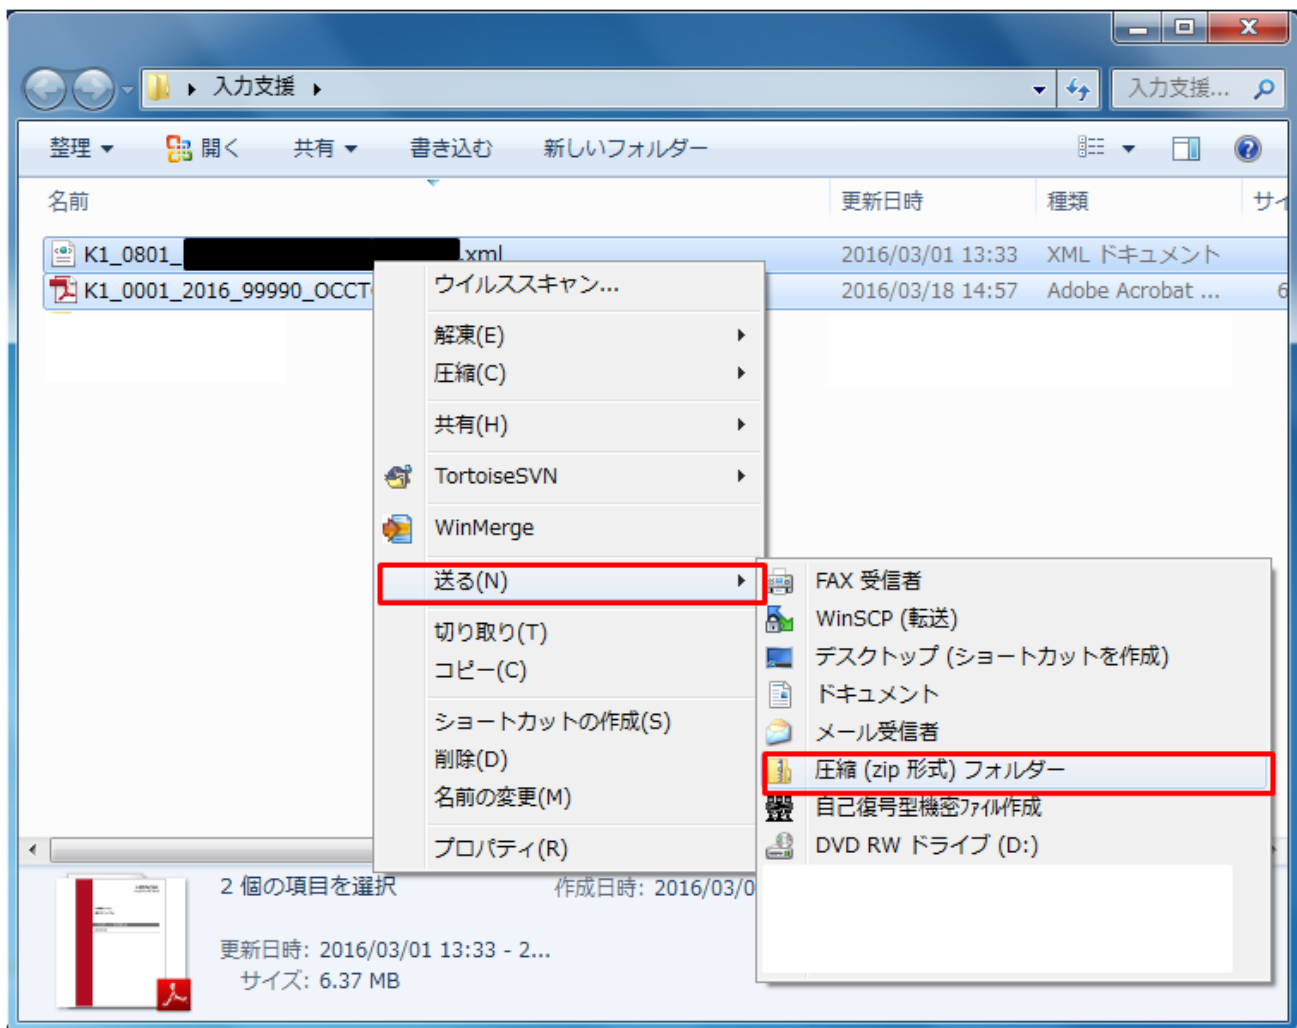 入力支援
入力支援...
整理
開く
共有
書き込む
新しいフォルダー
名前
更新日時
種類
サイ
K1_0801_
.xml
2016/03/01 13:33
XML ドキュメント
K1_0001_2016_99990_OCCT
2016/03/18 14:57
Adobe Acrobat ...
6
ウイルススキャン...
解凍(E)
圧縮(C)
共有(H)
TortoiseSVN
WinMerge
送る(N)
切り取り(T)
コピー(C)
ショートカットの作成(S)
削除(D)
名前の変更(M)
プロパティ(R)
FAX 受信者
WinSCP (転送)
デスクトップ (ショートカットを作成)
ドキュメント
メール受信者
圧縮 (zip 形式) フォルダー
自己復号型機密ファイル作成
DVD RW ドライブ (D:)
2 個の項目を選択
作成日時: 2016/03/0
更新日時: 2016/03/01 13:33 - 2...
サイズ: 6.37 MB